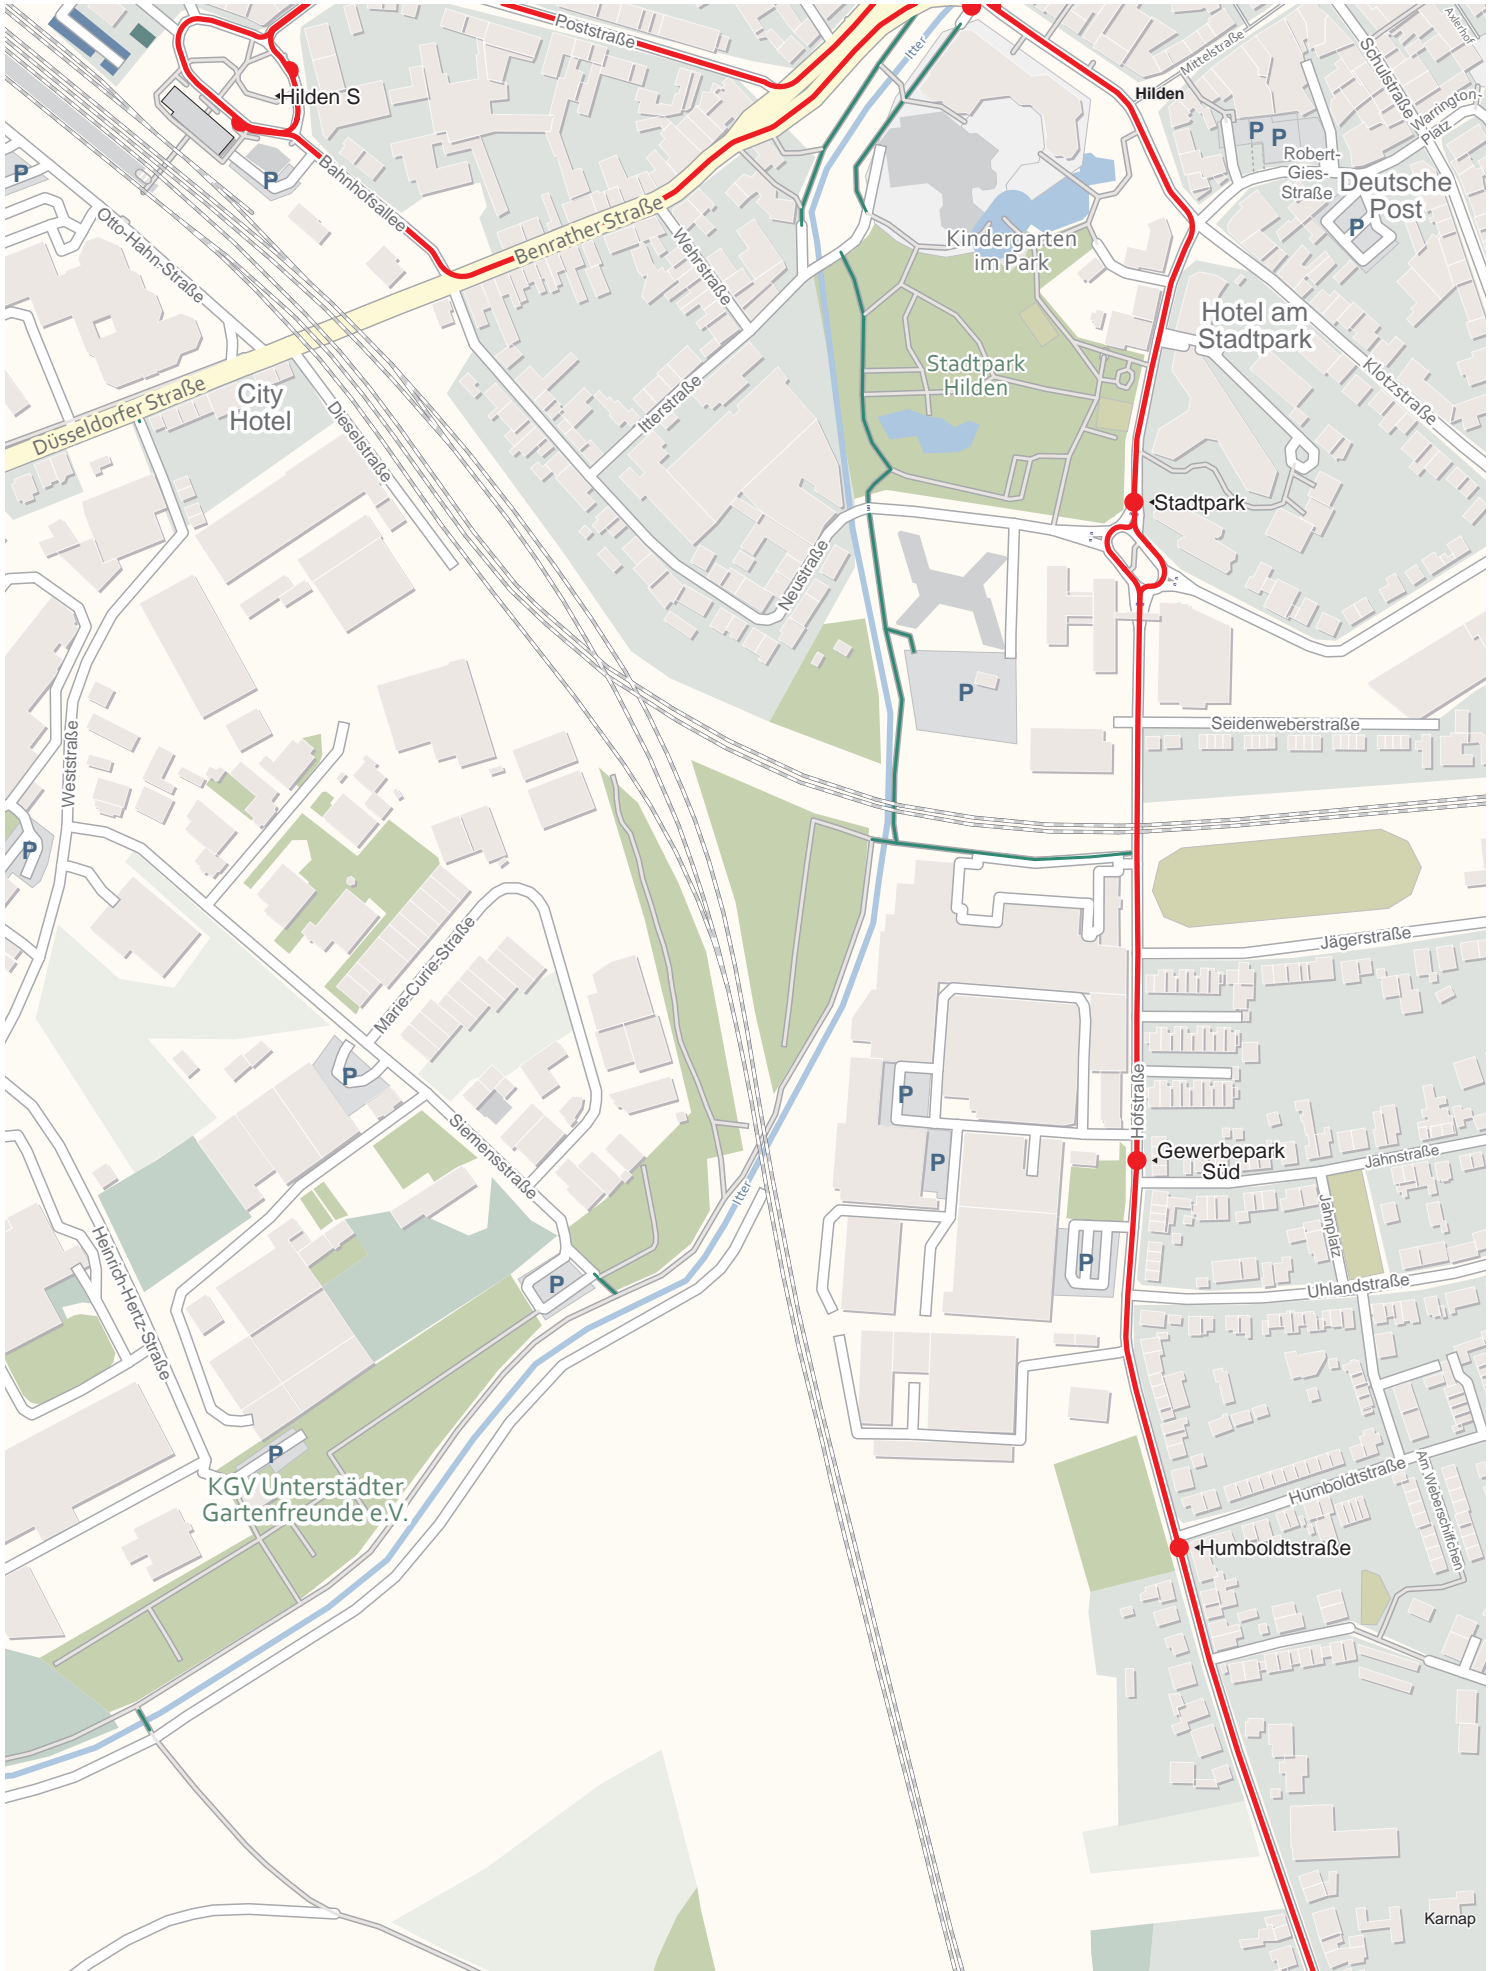 Poststraße
Itter
Axlerhof
Schulstraße
Mittelstraße
Hilden S
Hilden
Warrington-
Platz
P
P
P
P
Robert-
Gies-
Straße
Deutsche
Post
P
Bahnhofsallee
Otto-Hahn-Straße
Benrather-Straße
Wehrstraße
Kindergarten
im Park
Hotel am
Stadtpark
Klotzstraße
Stadtpark
Hilden
City
Hotel
Düsseldorfer Straße
Dieselstraße
Itterstraße
Stadtpark
Neustraße
P
Seidenweberstraße
Weststraße
P
Marie-Curie-Straße
Jägerstraße
P
P
Hofstraße
Siemensstraße
P
Gewerbepark
Süd
Jahnstraße
Itter
Jahnplatz
Heinrich-Hertz-Straße
P
P
Uhlandstraße
P
KGV Unterstädter
Gartenfreunde e.V.
Humboldtstraße
Am Weberschiffchen
Humboldtstraße
Karnap